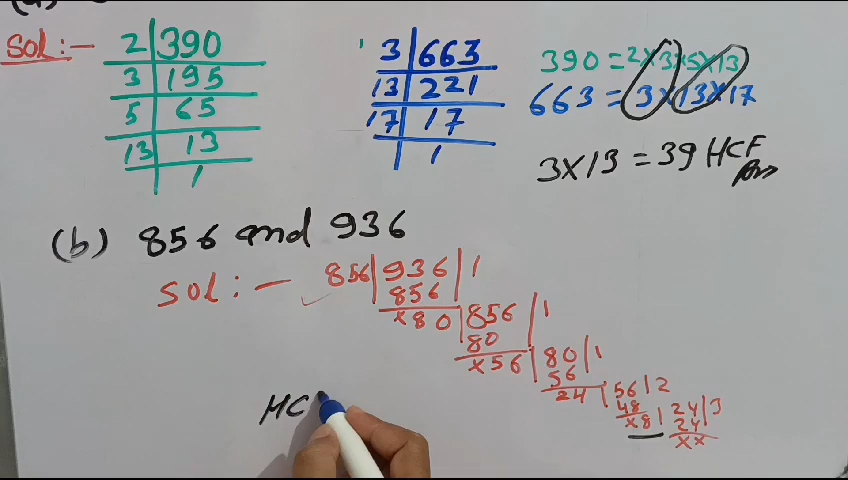 (a)
Sol:-
2 390
3 195
5 65
13 13
1
3 663
13 221
17 17
1
390 = 2×3×5×13
663 = 3×13×17
3×13 = 39 HCF
Ans
(b) 856 and 936
Sol:-
856 936 1
856
×80 856 1
80
×56 80 1
56
24 56 2
48
×8 24 3
24
××
HC